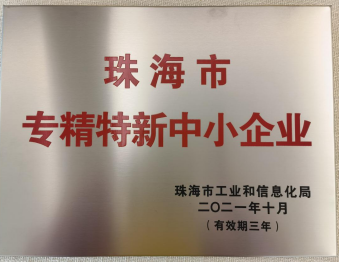 珠海市
专精特新中小企业
珠海市工业和信息化局
二〇二一年十月
（有效期三年）